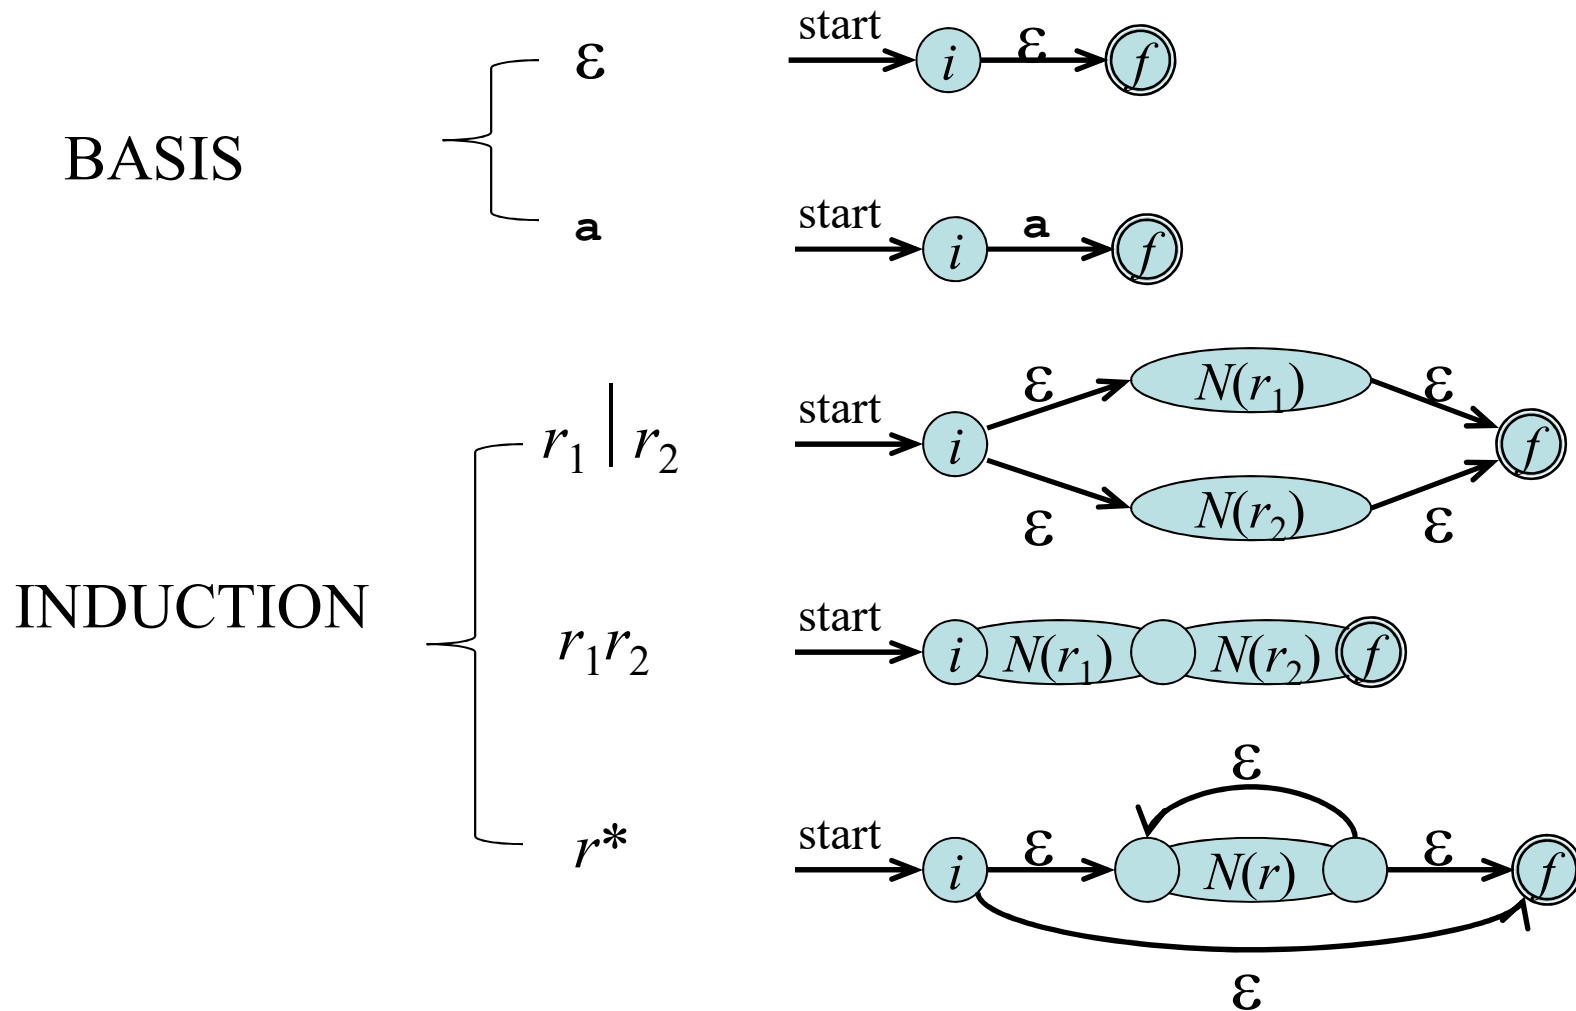 BASIS
ε
start i ε f
a
start i a f
INDUCTION
r₁ | r₂
start i ε N(r₁) ε f
ε N(r₂) ε
r₁r₂
start i N(r₁) N(r₂) f
r*
ε
start i ε N(r) ε f
ε